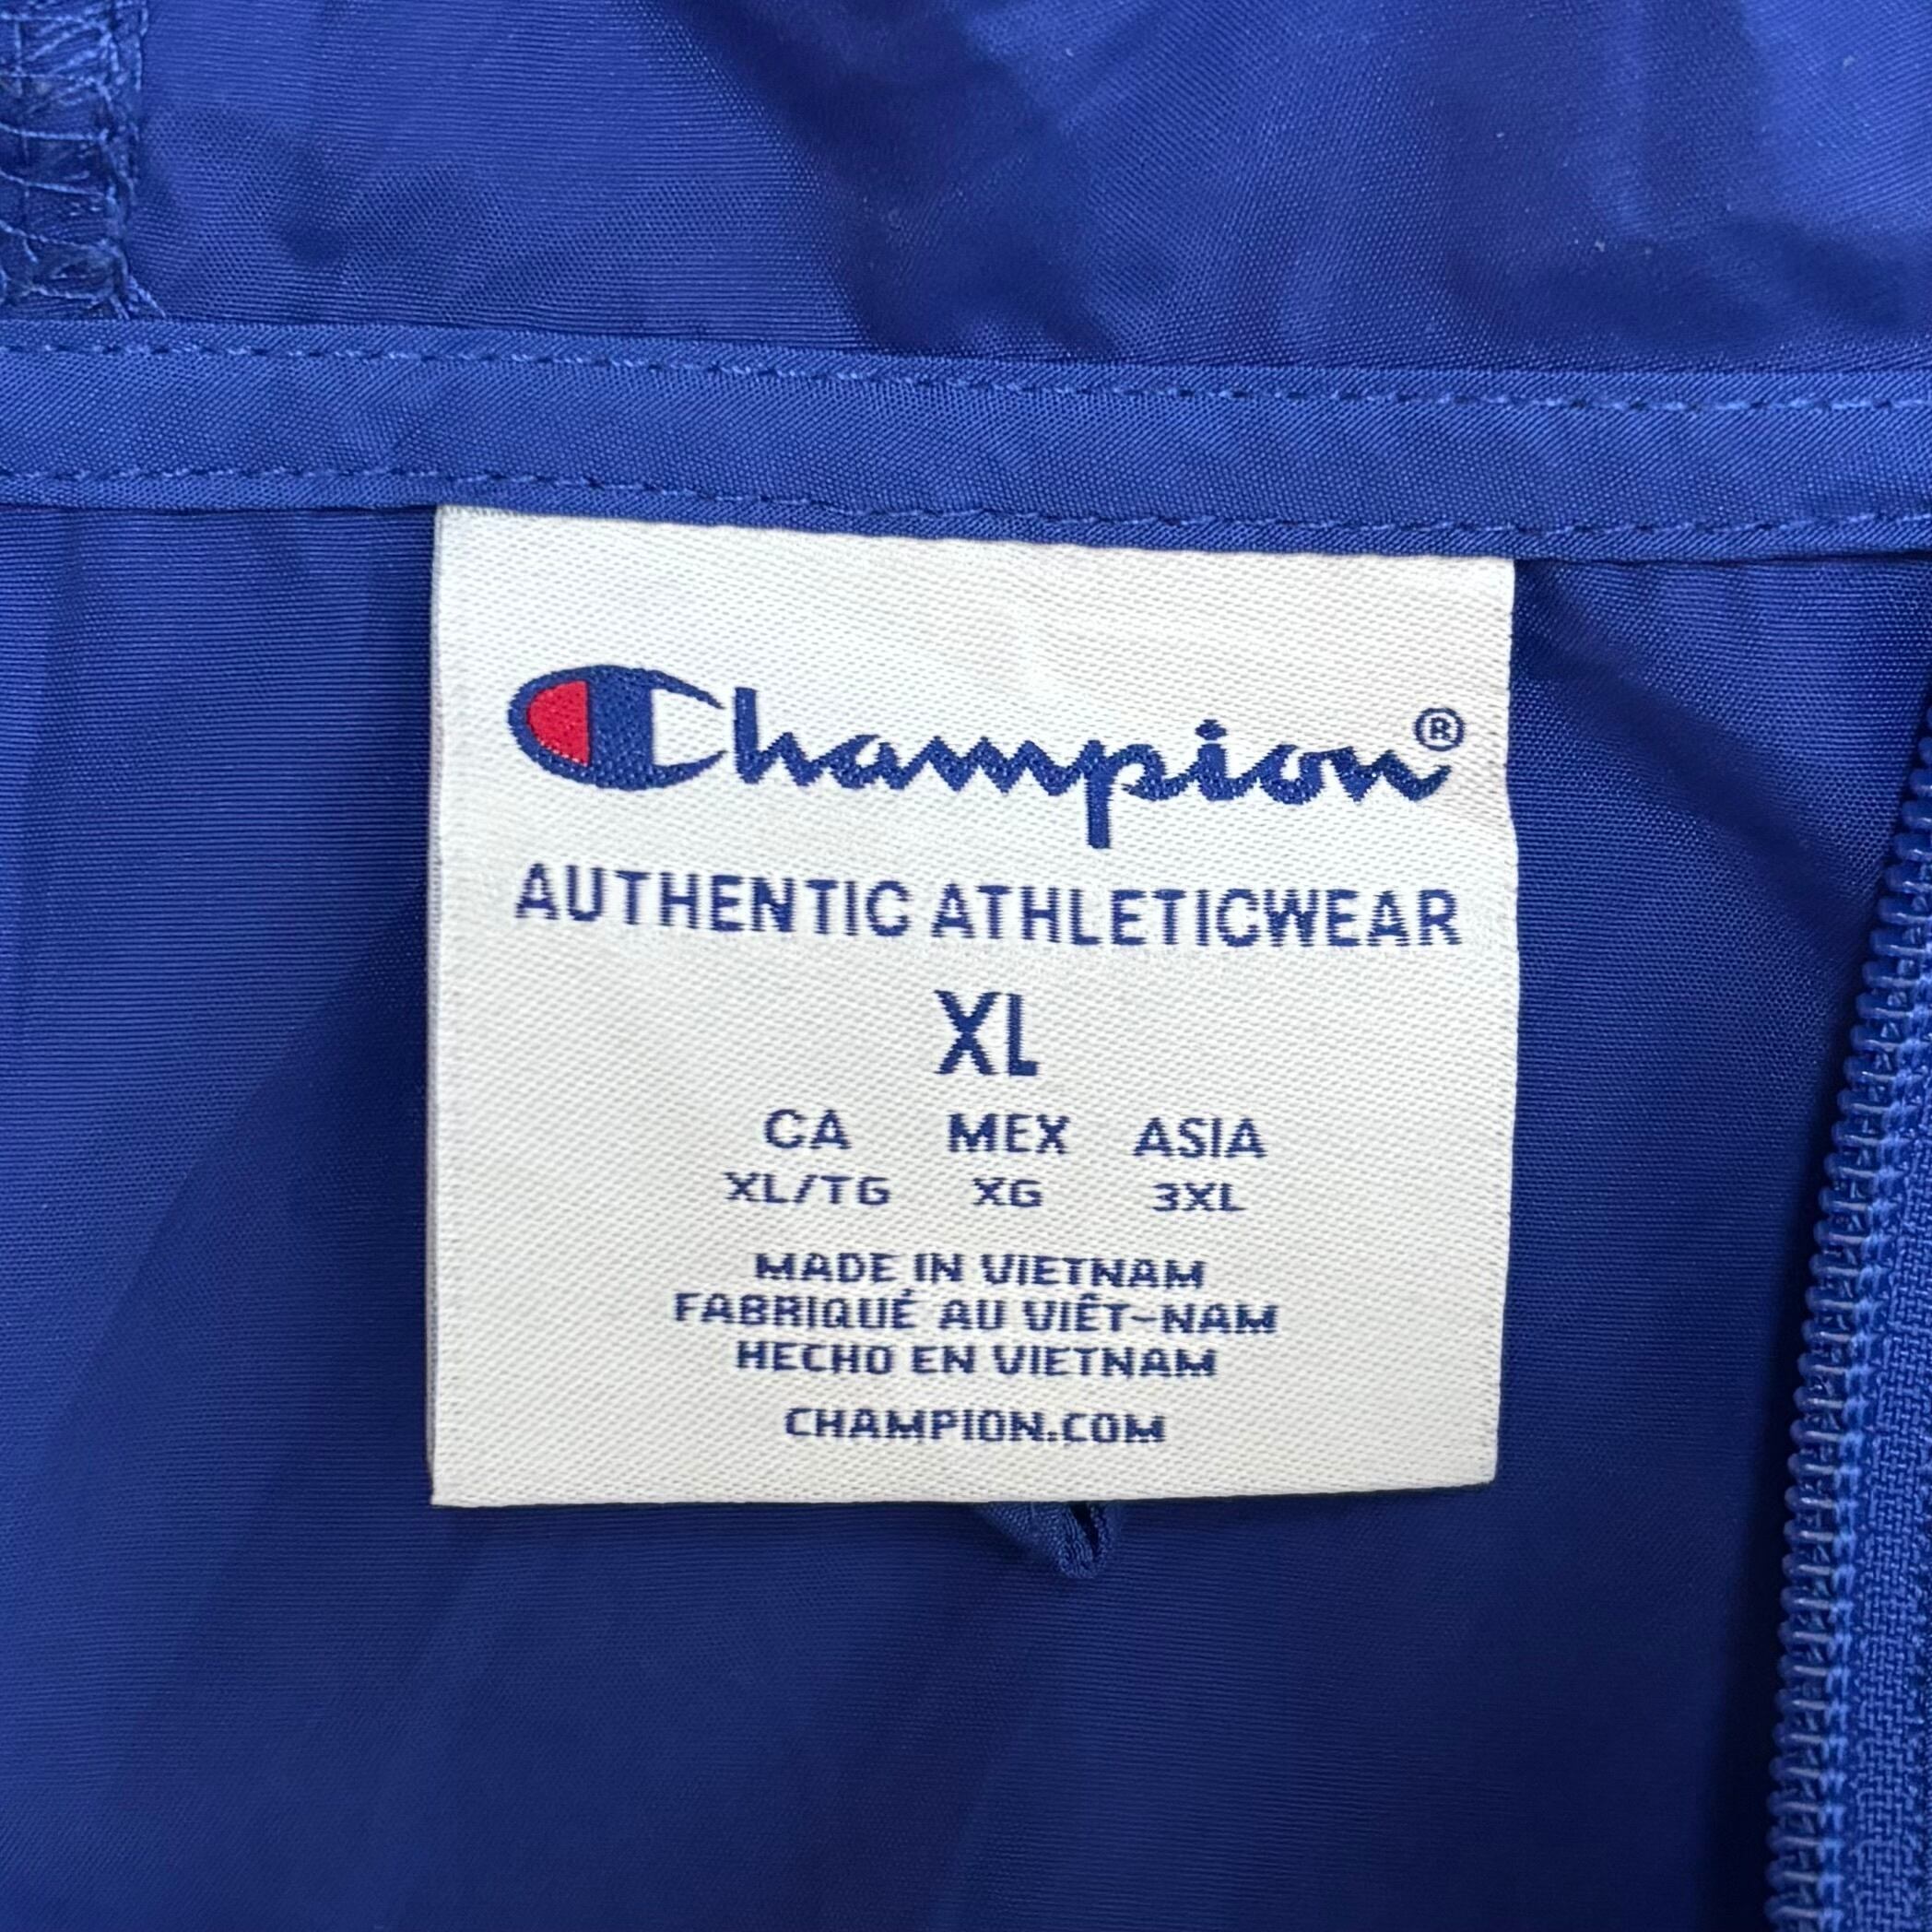 Champion®
AUTHENTIC ATHLETICWEAR
XL
CA MEX ASIA
XL/TG XG 3XL
MADE IN VIETNAM
FABRIQUÉ AU VIÊT-NAM
HECHO EN VIETNAM
CHAMPION.COM